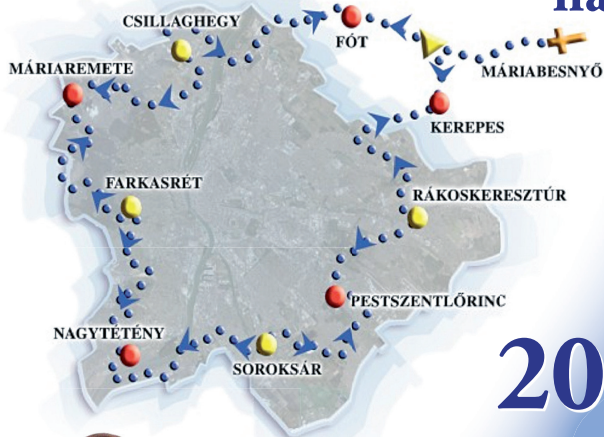 CSILLAGHEGY
FÓT
MÁRIABESNYŐ
MÁRIAREMETE
KEREPES
FARKASRÉT
RÁKOSKERESZTÚR
PESTSZENTLŐRINC
NAGYTÉTÉNY
SOROKSÁR
20